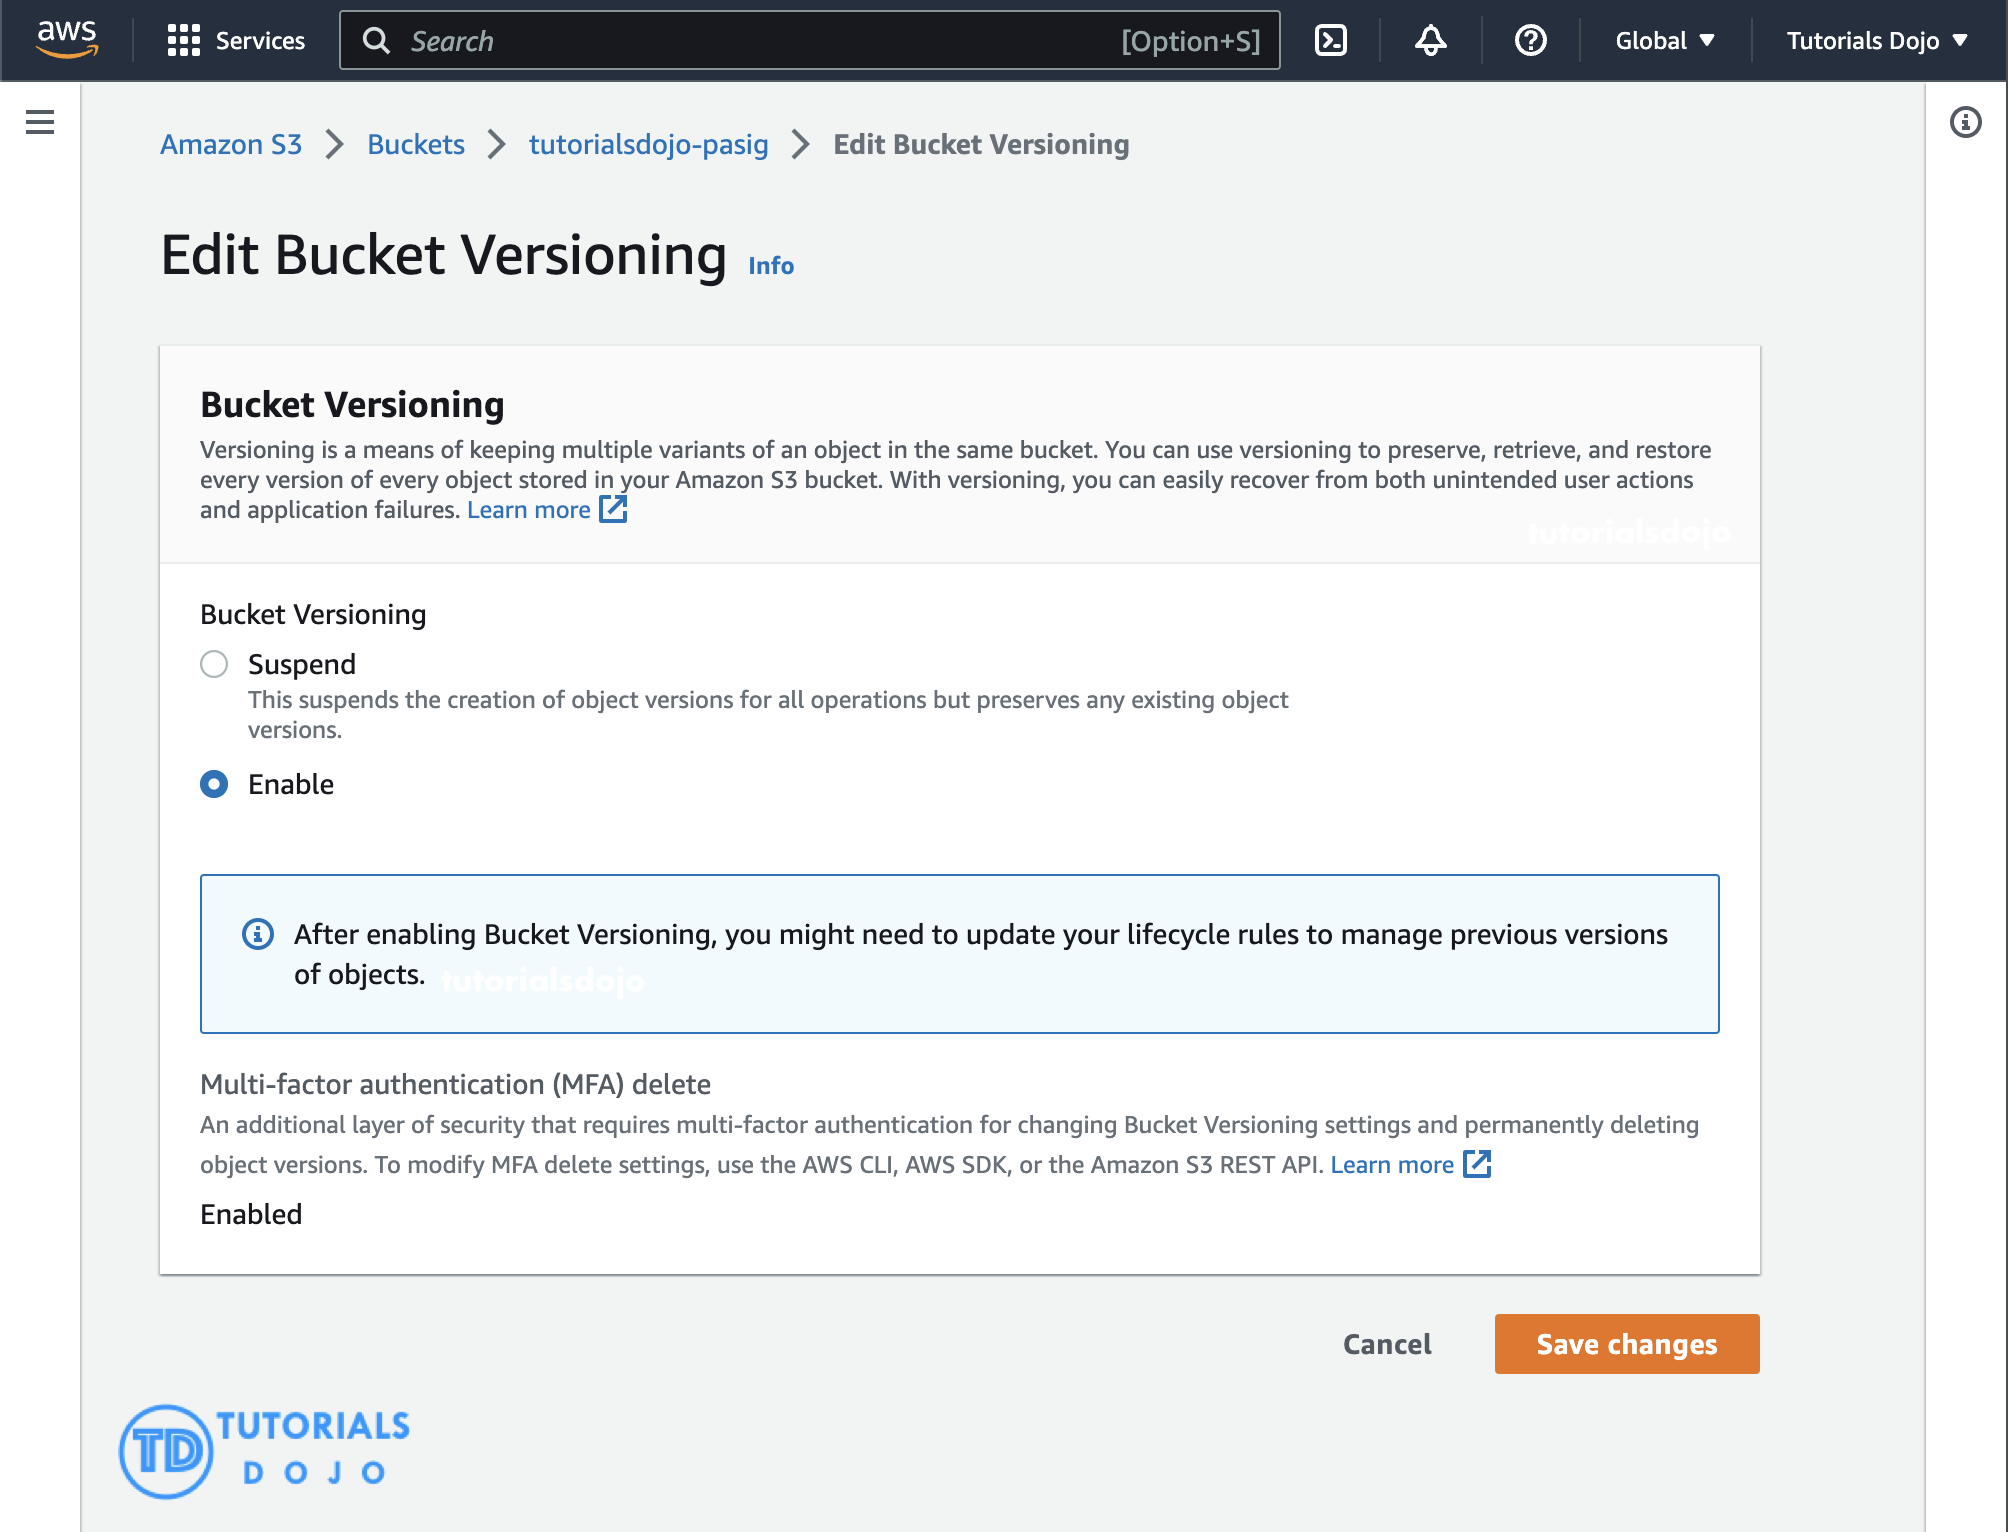 aws
Services
Search
[Option+S]
Global
Tutorials Dojo
Amazon S3
Buckets
tutorialsdojo-pasig
Edit Bucket Versioning
Edit Bucket Versioning Info
Bucket Versioning
Versioning is a means of keeping multiple variants of an object in the same bucket. You can use versioning to preserve, retrieve, and restore
every version of every object stored in your Amazon S3 bucket. With versioning, you can easily recover from both unintended user actions
and application failures. Learn more
tutorialsdojo
Bucket Versioning
Suspend
This suspends the creation of object versions for all operations but preserves any existing object
versions.
Enable
After enabling Bucket Versioning, you might need to update your lifecycle rules to manage previous versions
of objects. tutorialsdojo
Multi-factor authentication (MFA) delete
An additional layer of security that requires multi-factor authentication for changing Bucket Versioning settings and permanently deleting
object versions. To modify MFA delete settings, use the AWS CLI, AWS SDK, or the Amazon S3 REST API. Learn more
Enabled
Cancel
Save changes
TD
TUTORIALS
DOJO